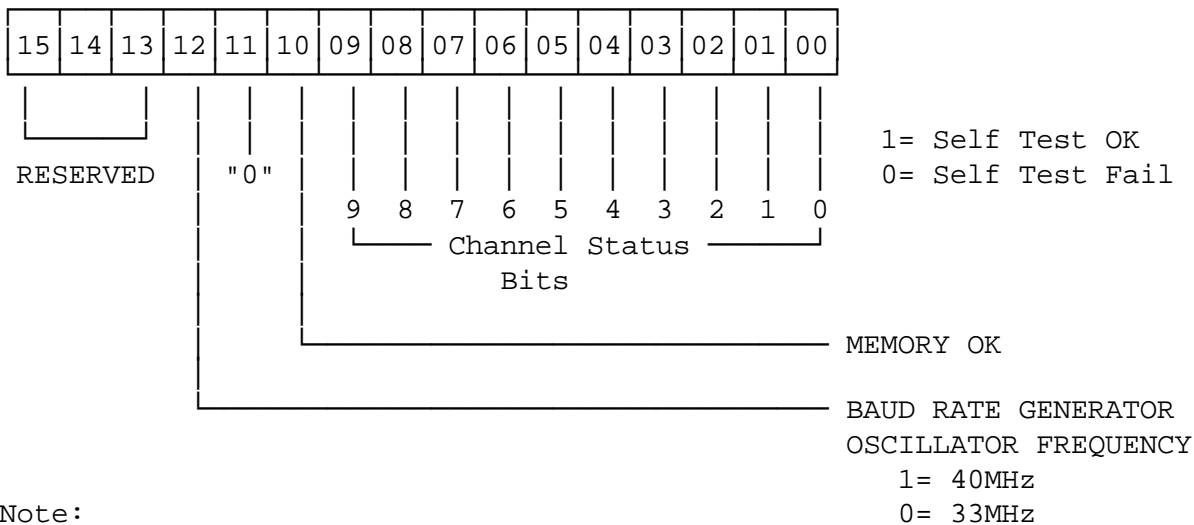 15 14 13 12 11 10 09 08 07 06 05 04 03 02 01 00
1= Self Test OK
RESERVED "0" 0= Self Test Fail
9 8 7 6 5 4 3 2 1 0
Channel Status
Bits
MEMORY OK
BAUD RATE GENERATOR
OSCILLATOR FREQUENCY
1= 40MHz
Note: 0= 33MHz